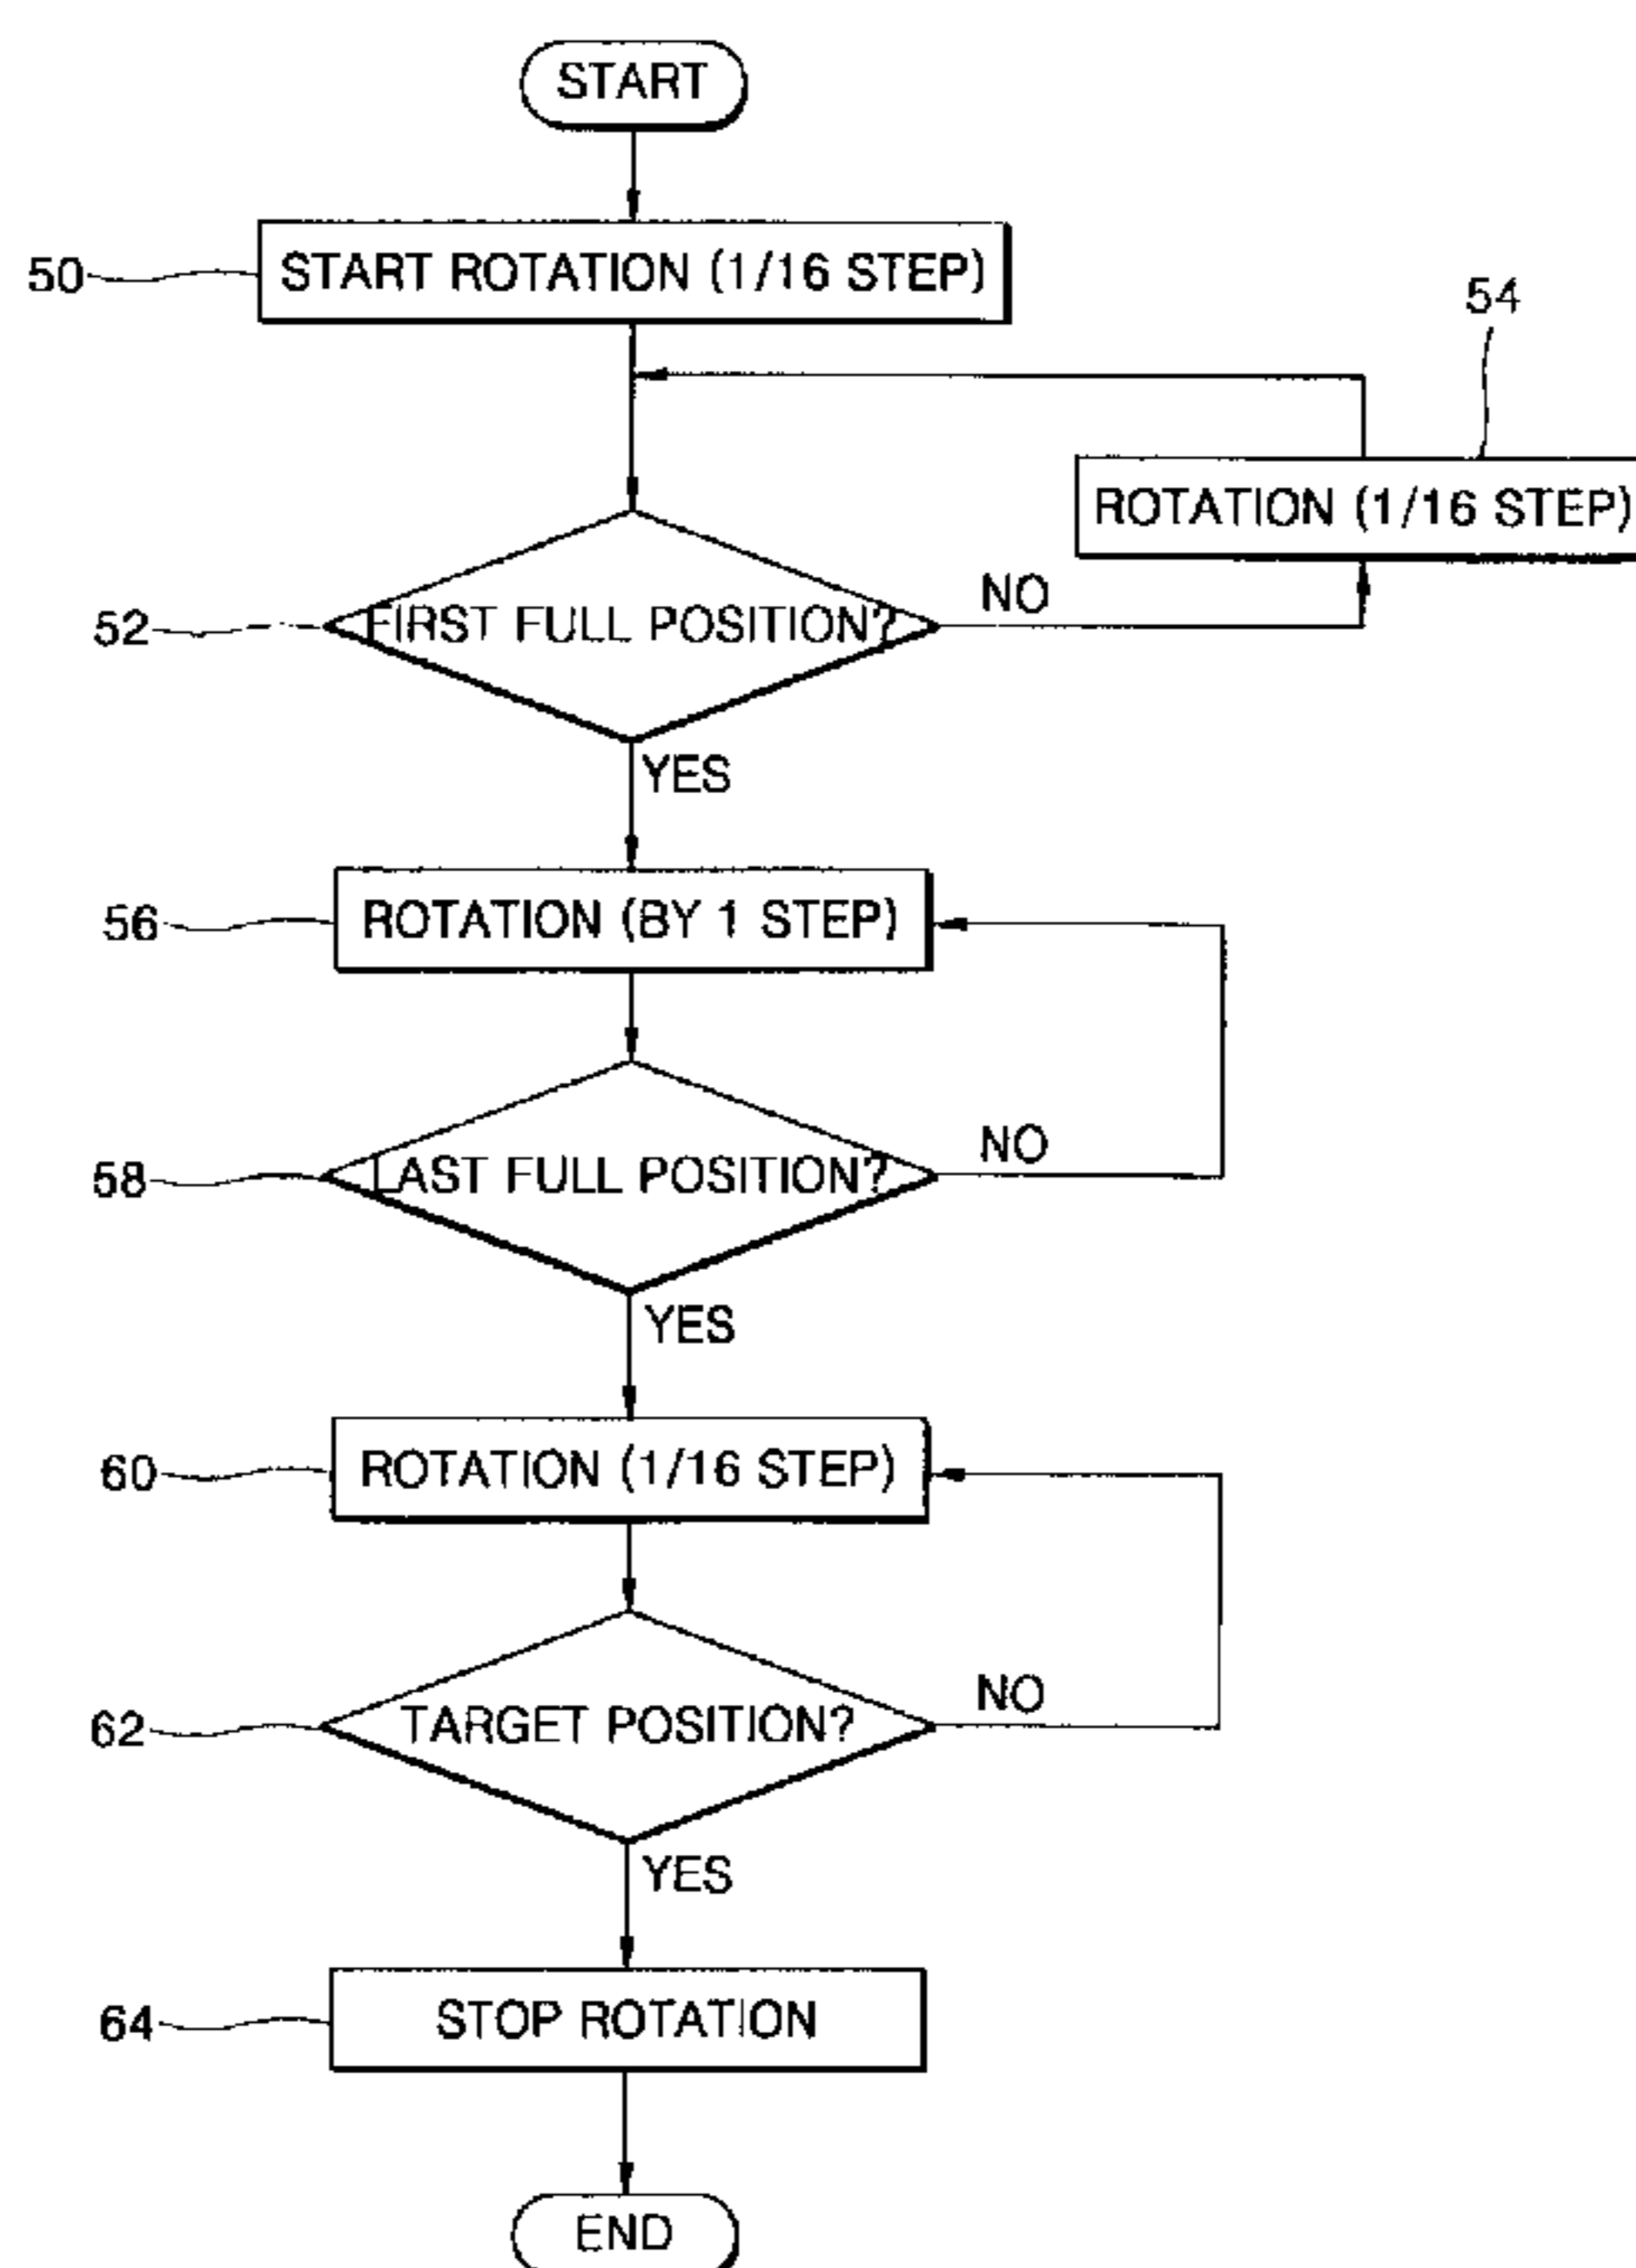 START
50 START ROTATION (1/16 STEP)
54
ROTATION (1/16 STEP)
52 FIRST FULL POSITION? NO
YES
56 ROTATION (BY 1 STEP)
58 LAST FULL POSITION? NO
YES
60 ROTATION (1/16 STEP)
62 TARGET POSITION? NO
YES
64 STOP ROTATION
END